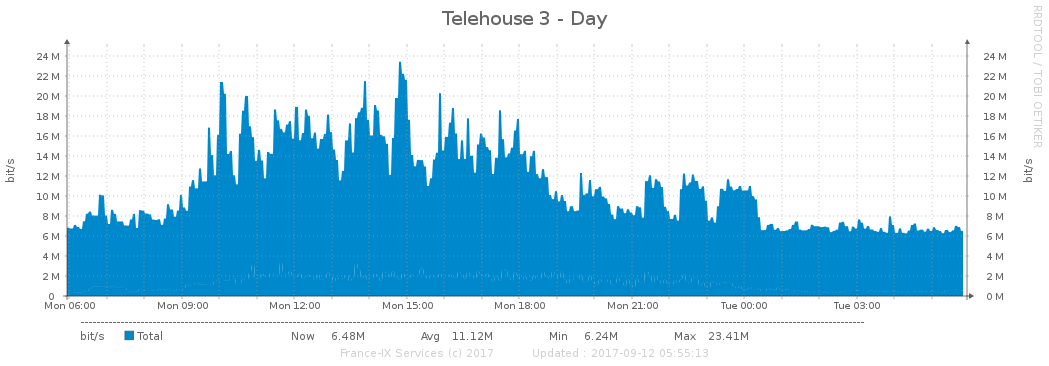 Telehouse 3 - Day
RRDTOOL / TOBI OETIKER
bit/s
24 M 24 M
22 M 22 M
20 M 20 M
18 M 18 M
16 M 16 M
14 M 14 M
12 M 12 M
10 M 10 M
8 M 8 M
6 M 6 M
4 M 4 M
2 M 2 M
0 0 M
bit/s
Mon 06:00 Mon 09:00 Mon 12:00 Mon 15:00 Mon 18:00 Mon 21:00 Tue 00:00 Tue 03:00
bit/s Total Now 6.48M Avg 11.12M Min 6.24M Max 23.41M
France-IX Services (c) 2017 Updated : 2017-09-12 05:55:13